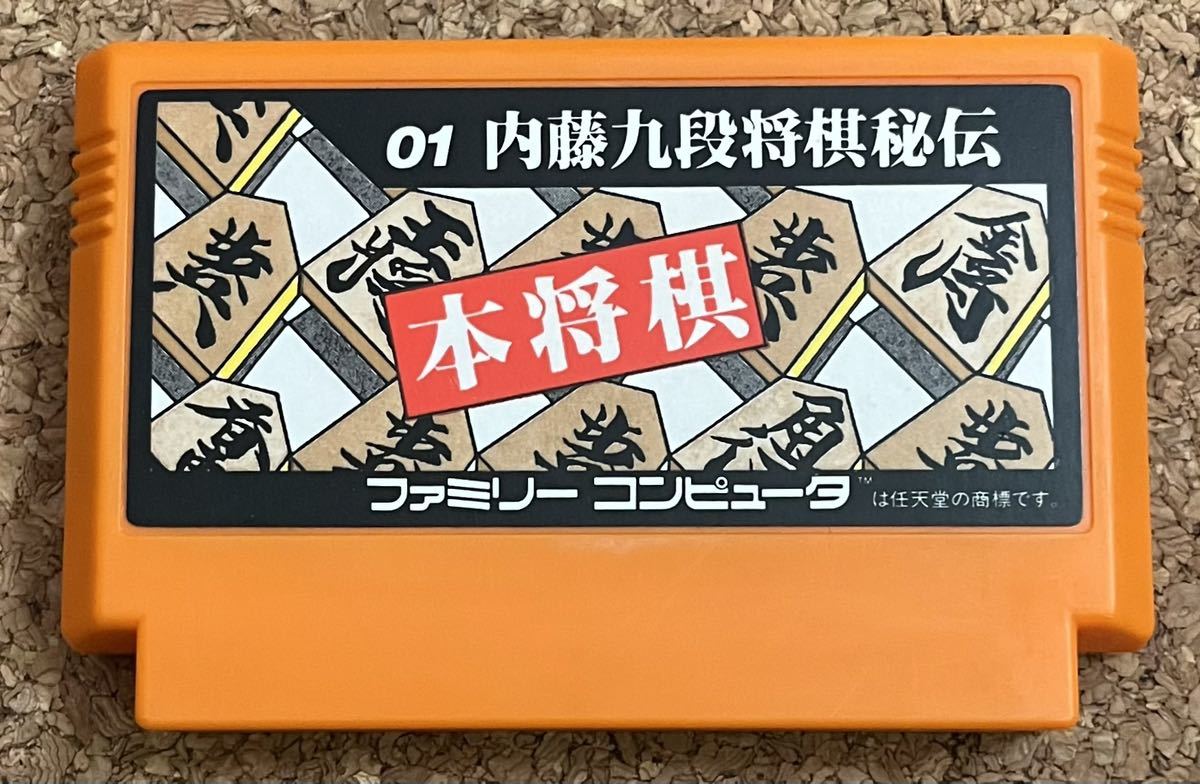 01 内藤九段将棋秘伝
本将棋
ファミリーコンピュータ™は任天堂の商標です。